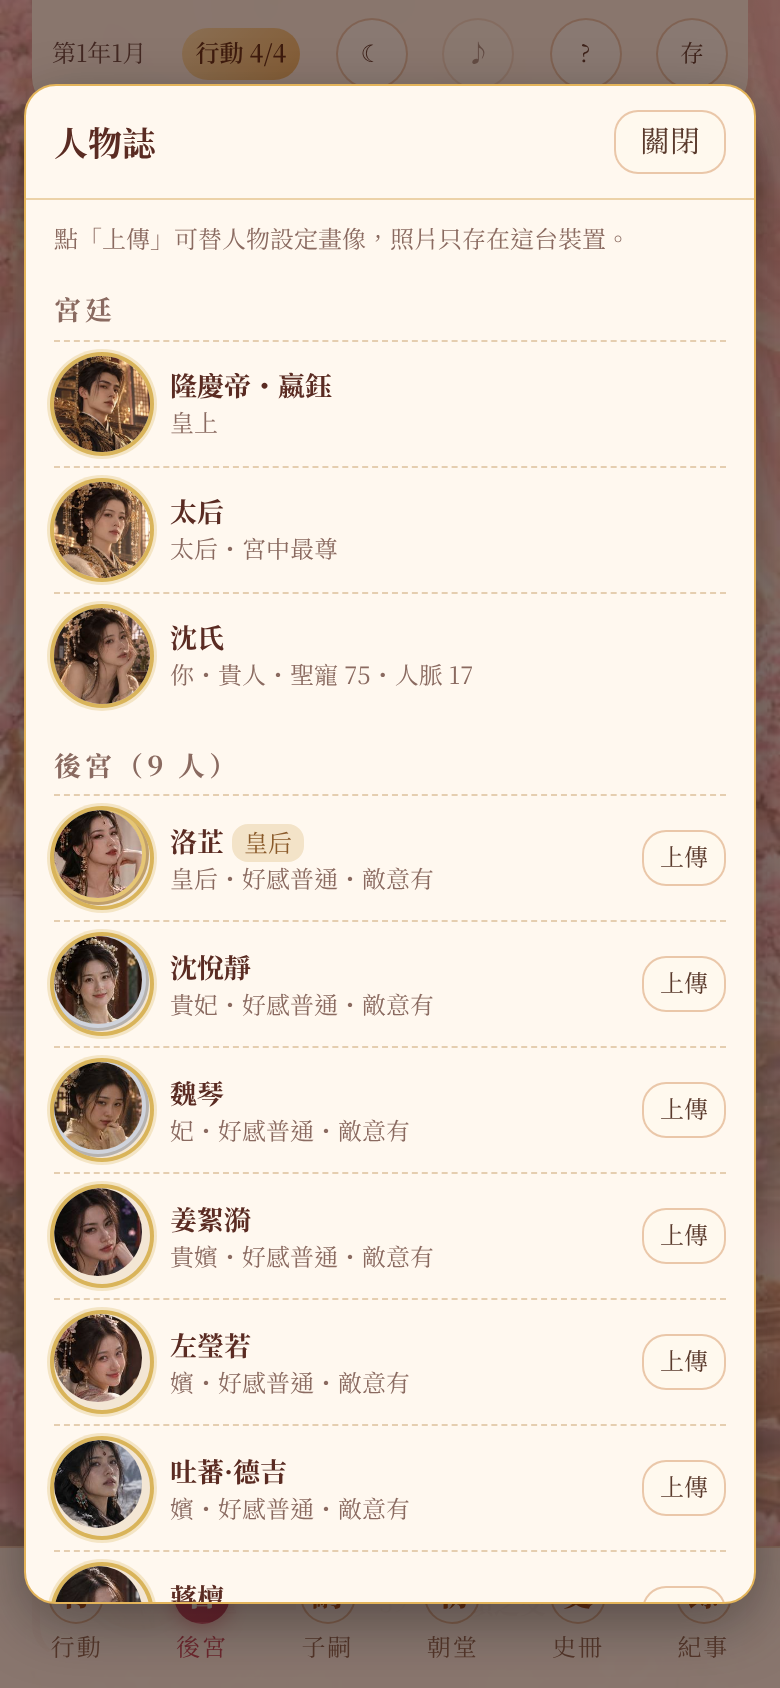 第1年1月
行動 4/4
☾
♪
?
存
人物誌
關閉
點「上傳」可替人物設定畫像，照片只存在這台裝置。
宮廷
隆慶帝・嬴鈺
皇上
太后
太后・宮中最尊
沈氏
你・貴人・聖寵 75・人脈 17
後宮（9 人）
洛芷 皇后
皇后・好感普通・敵意有
上傳
沈悅靜
貴妃・好感普通・敵意有
上傳
魏琴
妃・好感普通・敵意有
上傳
姜絮漪
貴嬪・好感普通・敵意有
上傳
左瑩若
嬪・好感普通・敵意有
上傳
吐蕃·德吉
嬪・好感普通・敵意有
上傳
蔣檀
行動
後宮
子嗣
朝堂
史冊
紀事